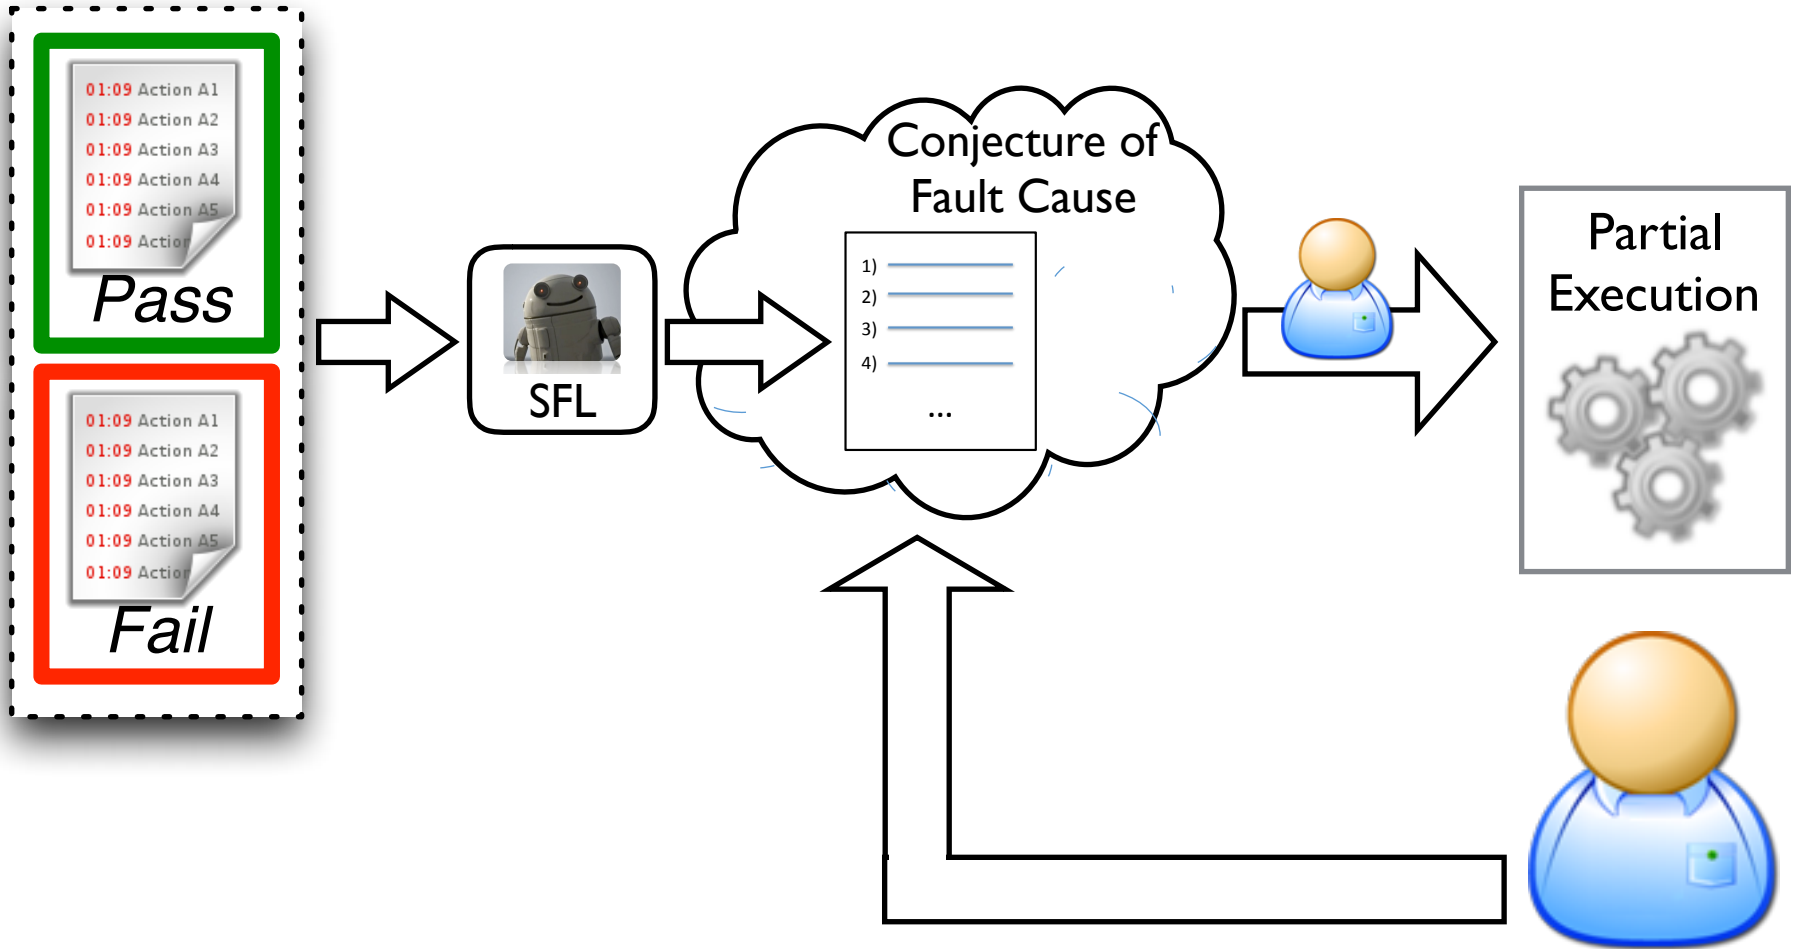 01:09 Action A1
01:09 Action A2
01:09 Action A3
01:09 Action A4
01:09 Action A5
01:09 Action
Pass
01:09 Action A1
01:09 Action A2
01:09 Action A3
01:09 Action A4
01:09 Action A5
01:09 Action
Fail
SFL
Conjecture of
Fault Cause
1)
2)
3)
4)
...
Partial
Execution